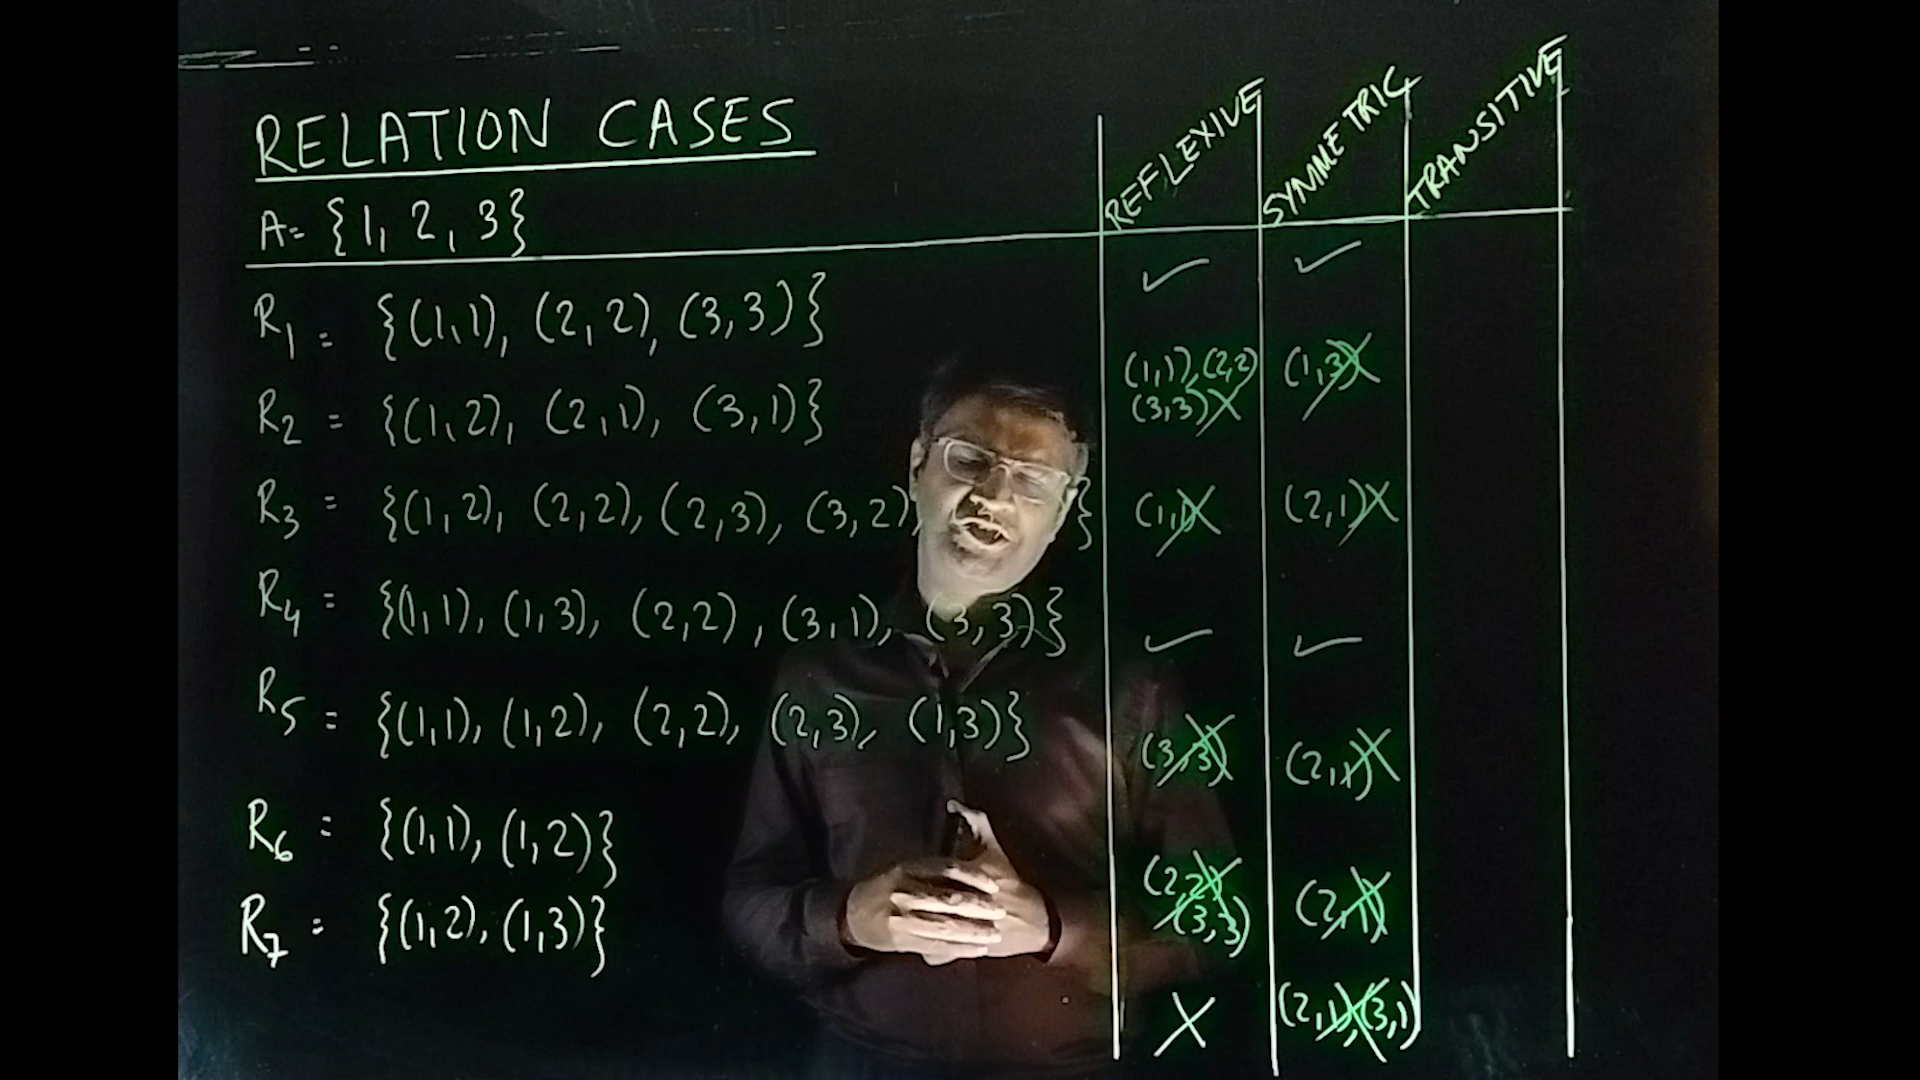 RELATION CASES
A= {1, 2, 3}
REFLEXIVE
SYMMETRIC
TRANSITIVE
R1 = {(1,1), (2,2), (3,3)} ✓ ✓
R2 = {(1,2), (2,1), (3,1)} (1,1), (2,2) (1,3)X
(3,3)X
R3 = {(1,2), (2,2), (2,3), (3,2), } (1,1)X (2,1)X
R4 = {(1,1), (1,3), (2,2), (3,1), (3,3)} ✓ ✓
R5 = {(1,1), (1,2), (2,2), (2,3), (1,3)} (3,3)X (2,1)X
R6 = {(1,1), (1,2)} (2,2)X (2,1)X
(3,3)
R7 = {(1,2), (1,3)}
X (2,1)X,(3,1)